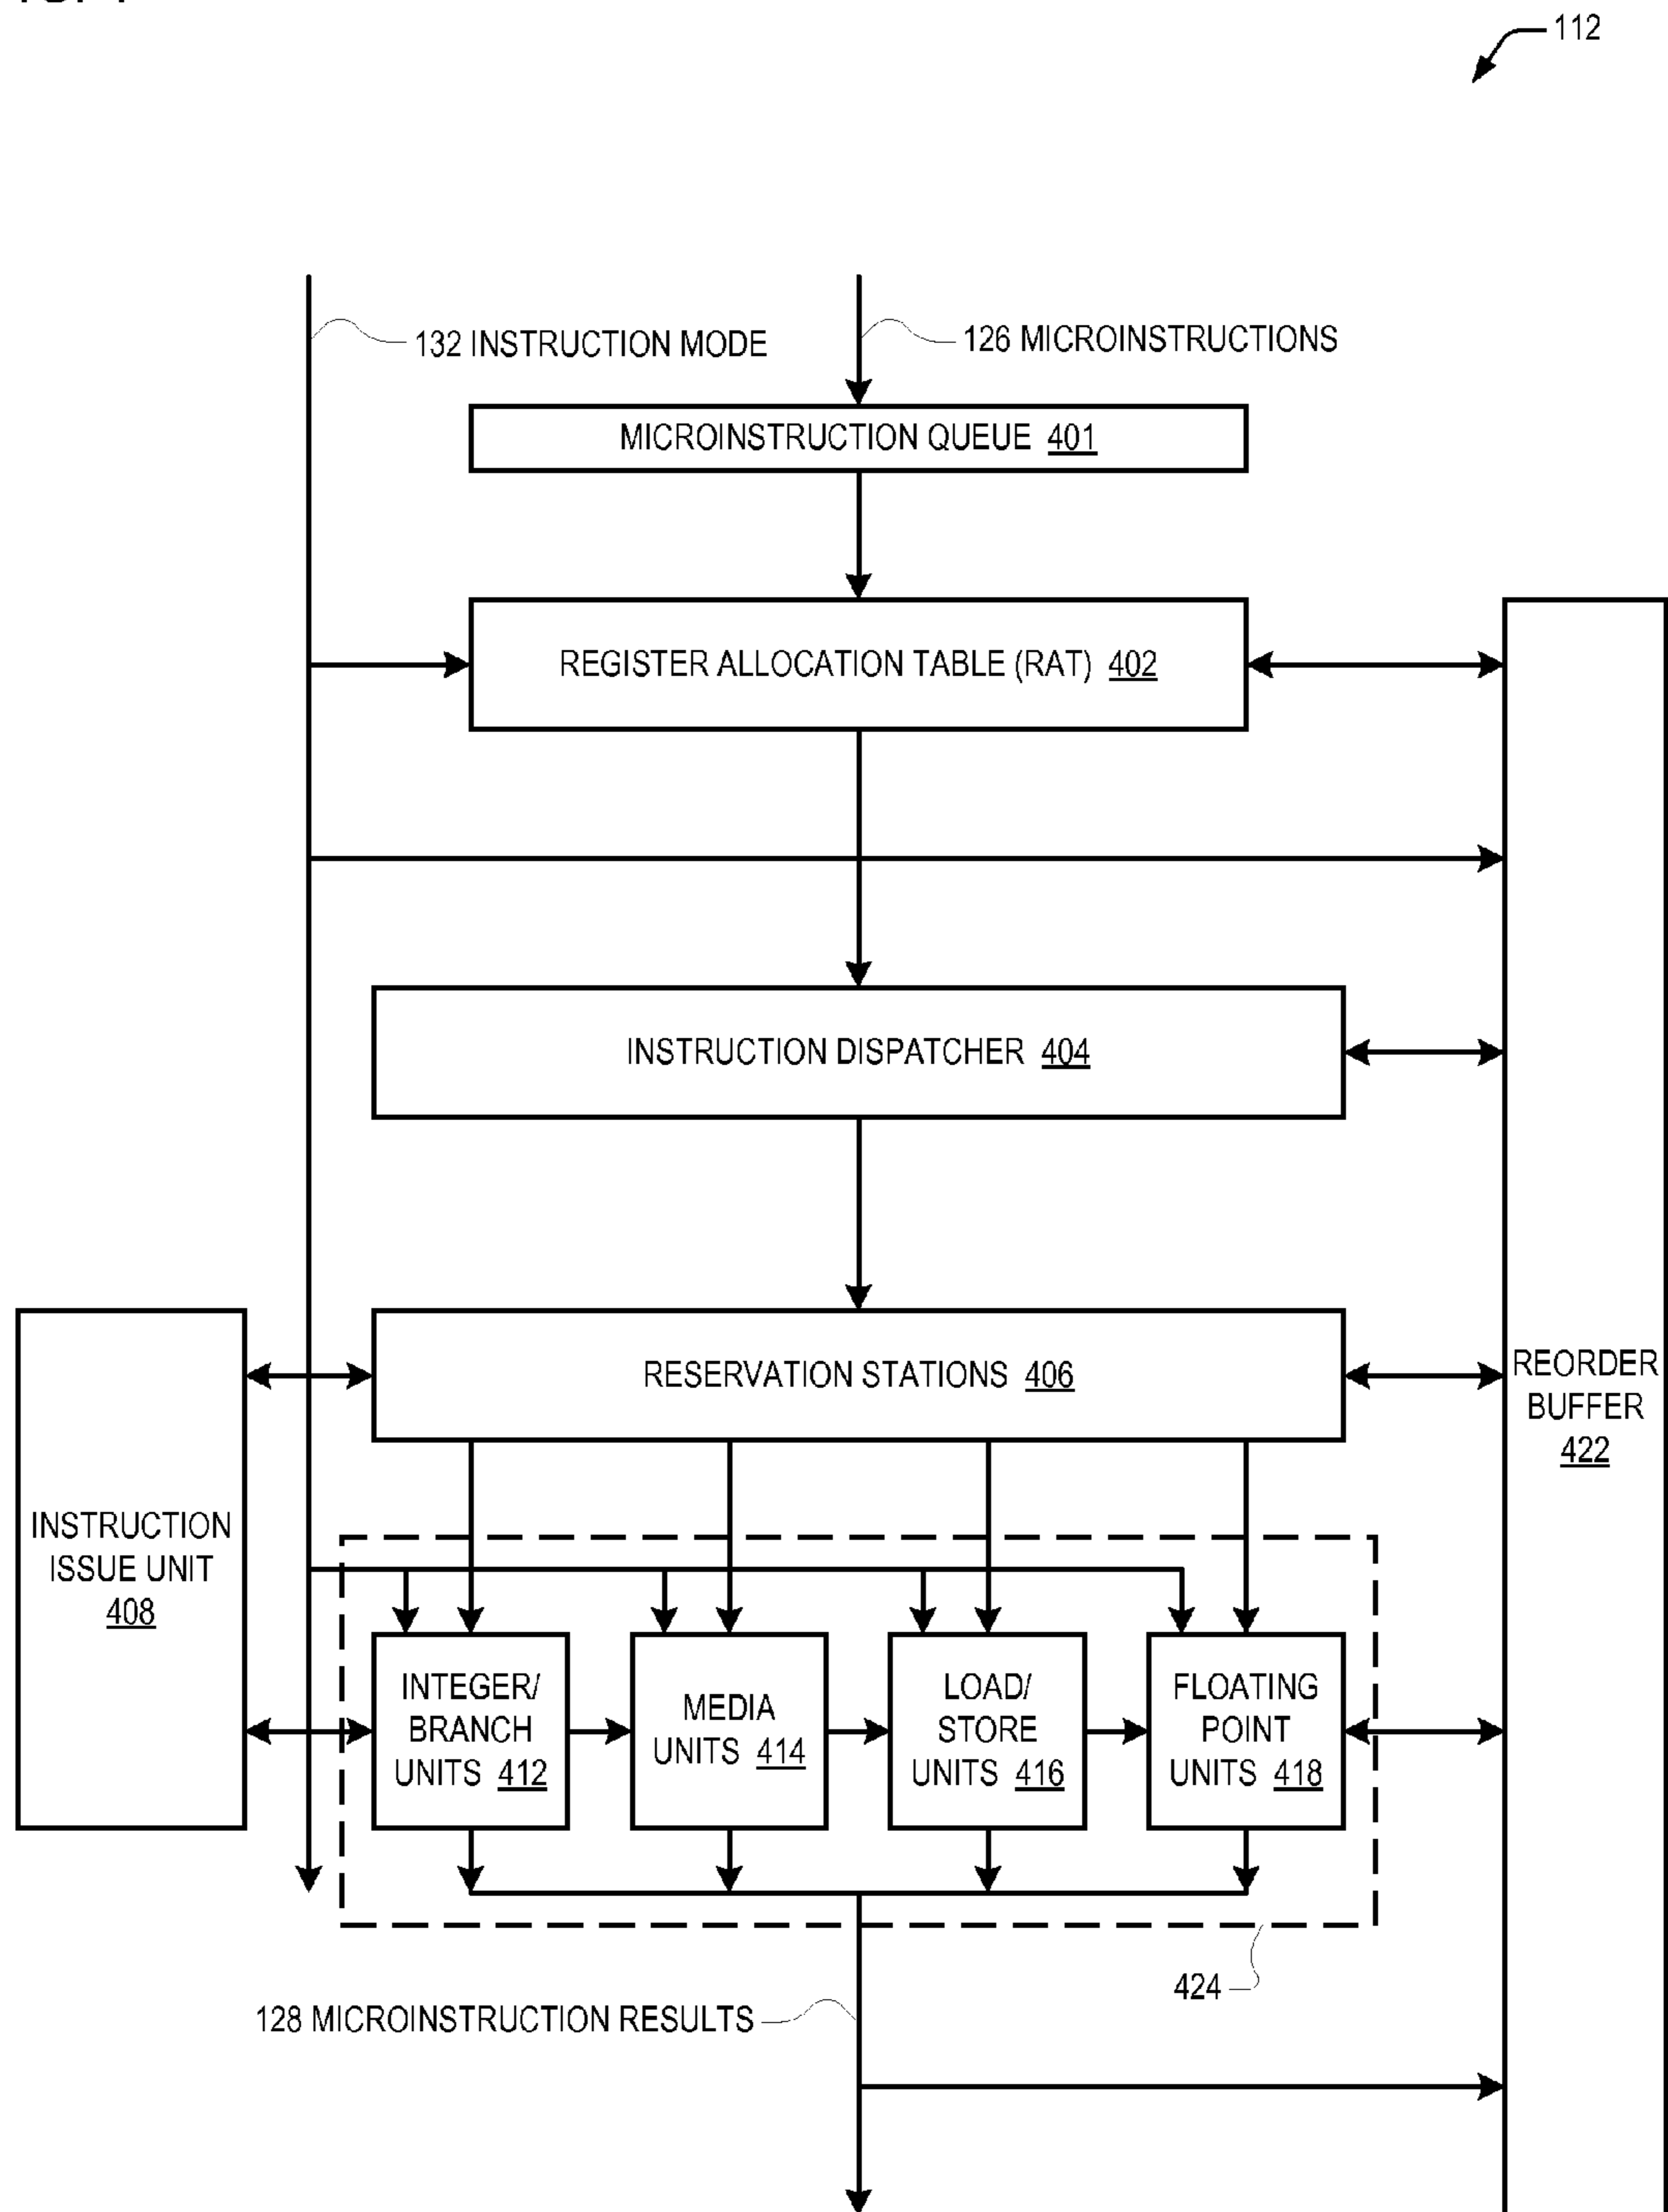 112
132 INSTRUCTION MODE
126 MICROINSTRUCTIONS
MICROINSTRUCTION QUEUE 401
REGISTER ALLOCATION TABLE (RAT) 402
INSTRUCTION DISPATCHER 404
RESERVATION STATIONS 406
REORDER
BUFFER
422
INSTRUCTION
ISSUE UNIT
408
INTEGER/
BRANCH
UNITS 412
MEDIA
UNITS 414
LOAD/
STORE
UNITS 416
FLOATING
POINT
UNITS 418
424
128 MICROINSTRUCTION RESULTS